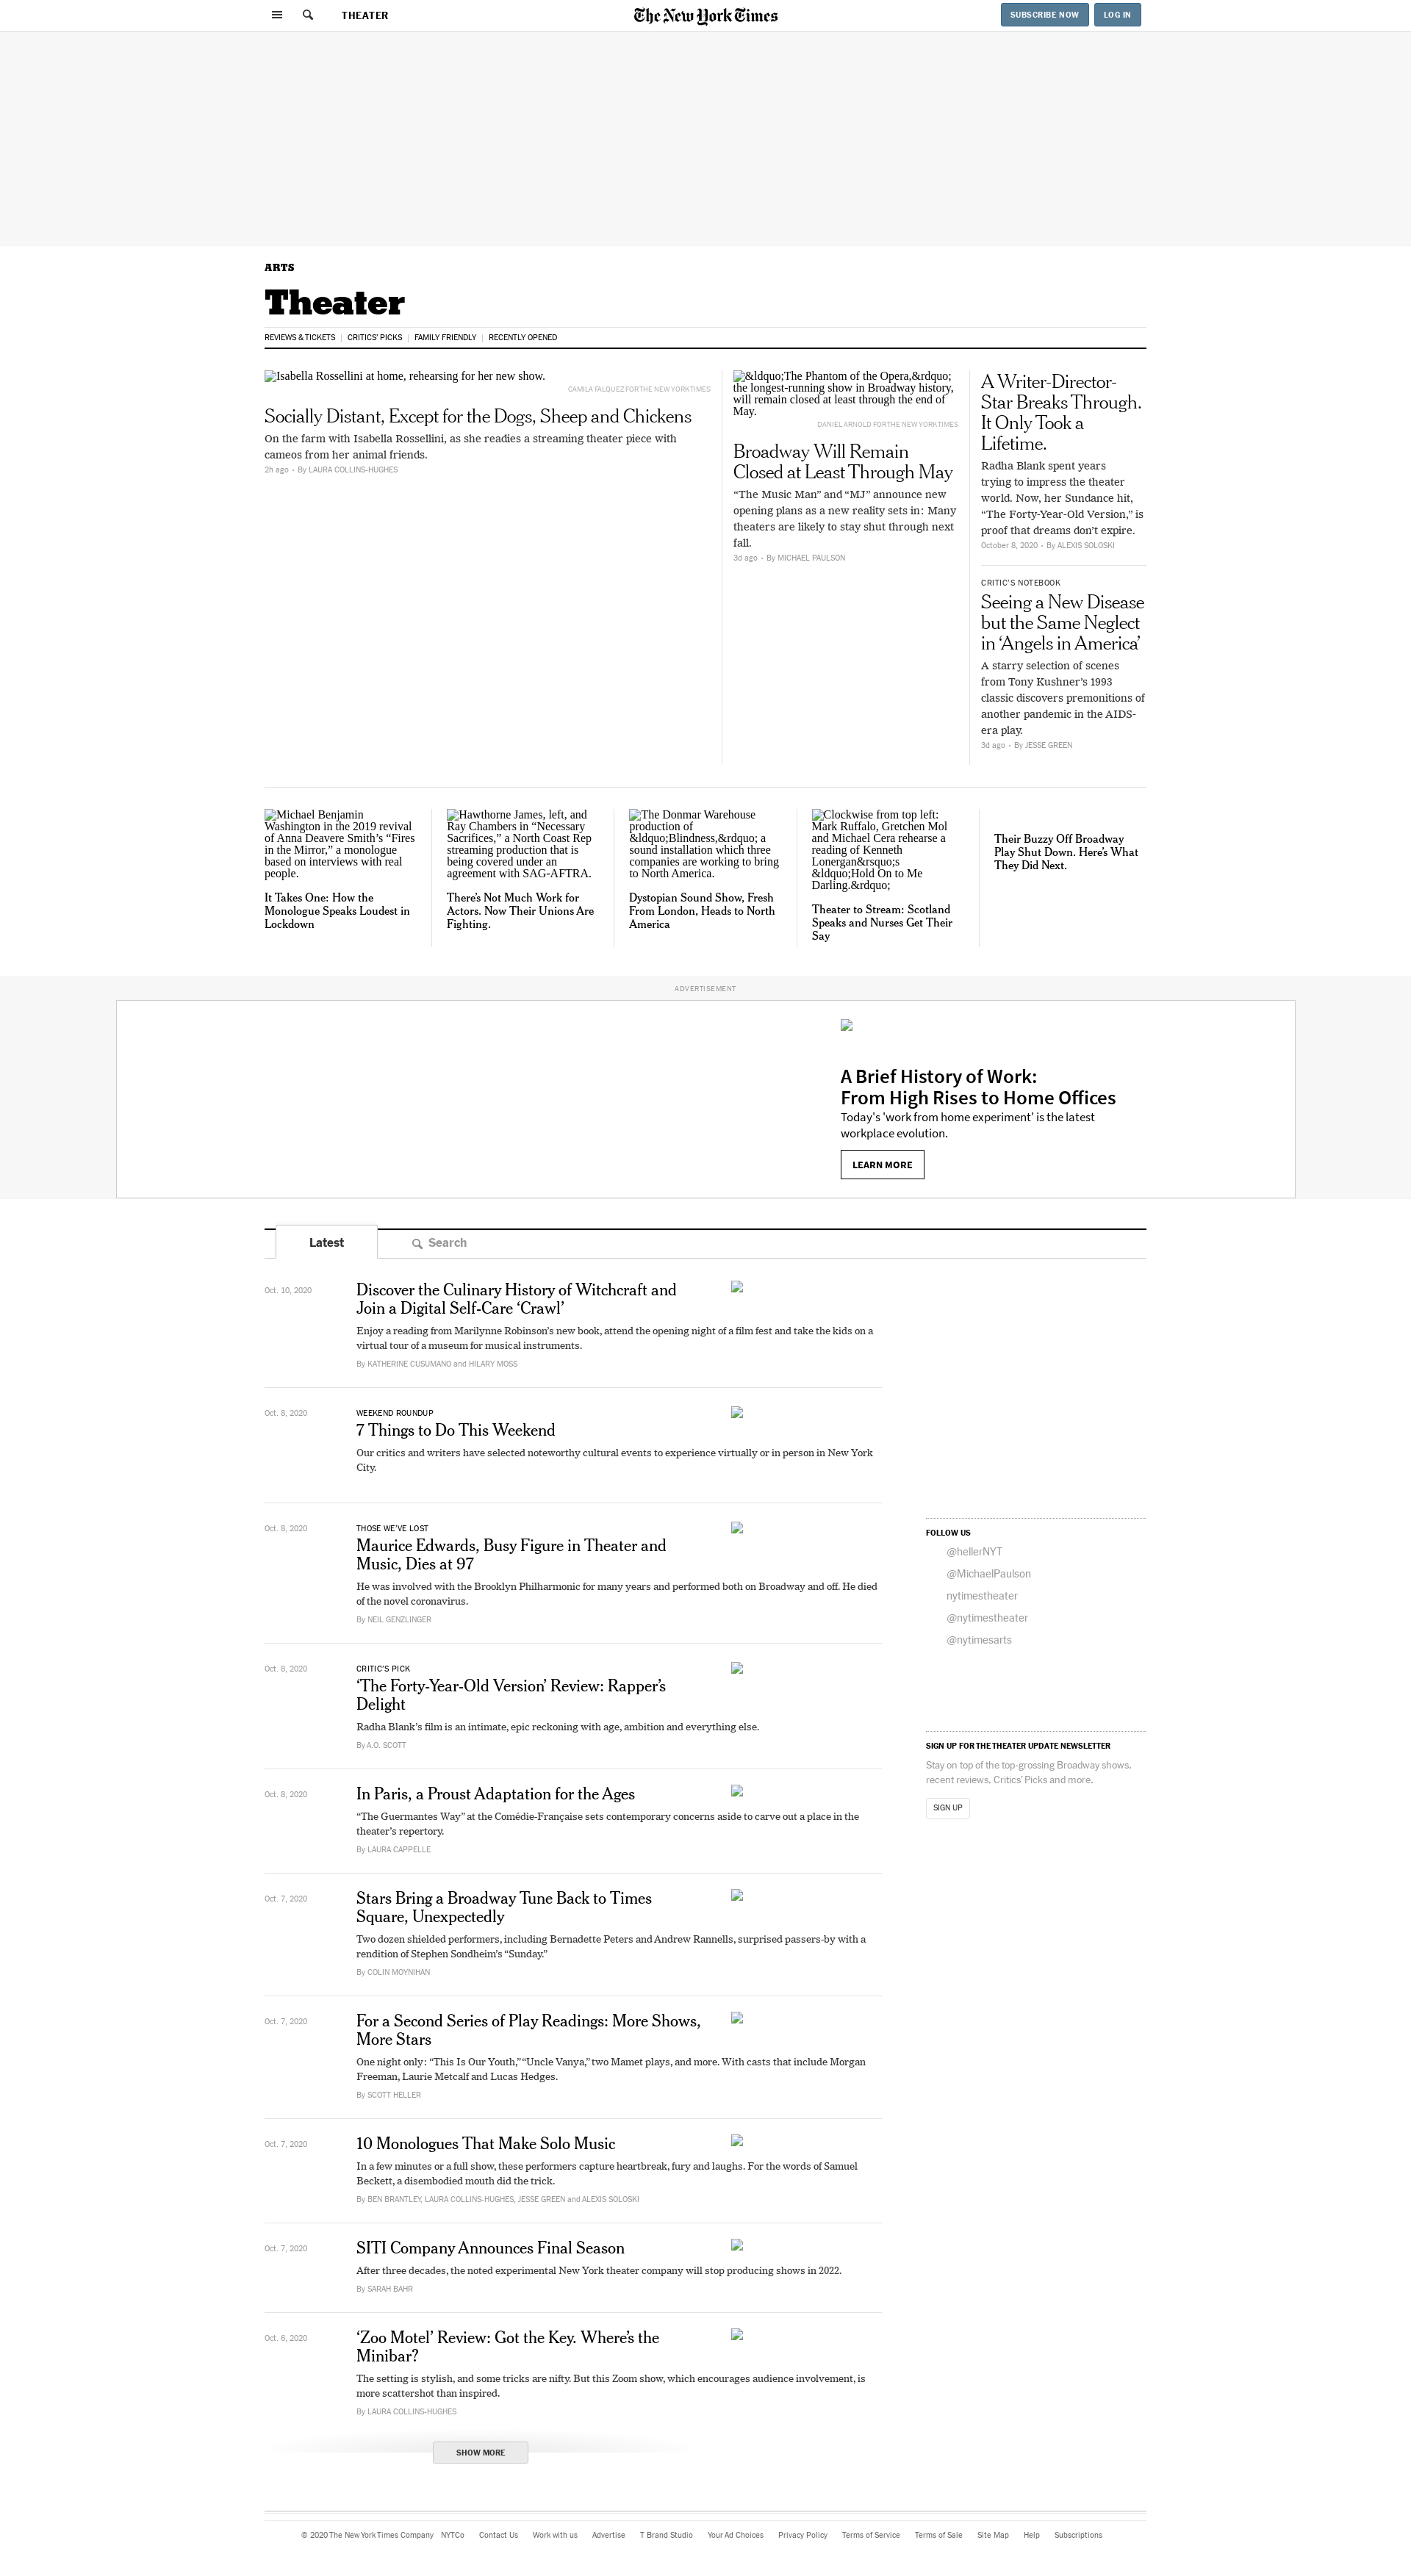 THEATER
The New York Times
SUBSCRIBE NOW
LOG IN
ARTS
Theater
REVIEWS & TICKETS
CRITICS' PICKS
FAMILY FRIENDLY
RECENTLY OPENED
Isabella Rossellini at home, rehearsing for her new show.
CAMILA FALQUEZ FOR THE NEW YORK TIMES
Socially Distant, Except for the Dogs, Sheep and Chickens
On the farm with Isabella Rossellini, as she readies a streaming theater piece with
cameos from her animal friends.
2h ago • By LAURA COLLINS-HUGHES
&ldquo;The Phantom of the Opera,&rdquo;
the longest-running show in Broadway history,
will remain closed at least through the end of
May.
DANIEL ARNOLD FOR THE NEW YORK TIMES
Broadway Will Remain
Closed at Least Through May
“The Music Man” and “MJ” announce new
opening plans as a new reality sets in: Many
theaters are likely to stay shut through next
fall.
3d ago • By MICHAEL PAULSON
A Writer-Director-
Star Breaks Through.
It Only Took a
Lifetime.
Radha Blank spent years
trying to impress the theater
world. Now, her Sundance hit,
“The Forty-Year-Old Version,” is
proof that dreams don’t expire.
October 8, 2020 • By ALEXIS SOLOSKI
CRITIC’S NOTEBOOK
Seeing a New Disease
but the Same Neglect
in ‘Angels in America’
A starry selection of scenes
from Tony Kushner’s 1993
classic discovers premonitions of
another pandemic in the AIDS-
era play.
3d ago • By JESSE GREEN
Michael Benjamin
Washington in the 2019 revival
of Anna Deavere Smith’s “Fires
in the Mirror,” a monologue
based on interviews with real
people.
It Takes One: How the
Monologue Speaks Loudest in
Lockdown
Hawthorne James, left, and
Ray Chambers in “Necessary
Sacrifices,” a North Coast Rep
streaming production that is
being covered under an
agreement with SAG-AFTRA.
There’s Not Much Work for
Actors. Now Their Unions Are
Fighting.
The Donmar Warehouse
production of
&ldquo;Blindness,&rdquo; a
sound installation which three
companies are working to bring
to North America.
Dystopian Sound Show, Fresh
From London, Heads to North
America
Clockwise from top left:
Mark Ruffalo, Gretchen Mol
and Michael Cera rehearse a
reading of Kenneth
Lonergan&rsquo;s
&ldquo;Hold On to Me
Darling.&rdquo;
Theater to Stream: Scotland
Speaks and Nurses Get Their
Say
Their Buzzy Off Broadway
Play Shut Down. Here’s What
They Did Next.
ADVERTISEMENT
A Brief History of Work:
From High Rises to Home Offices
Today's 'work from home experiment' is the latest
workplace evolution.
LEARN MORE
Latest
Search
Oct. 10, 2020
Discover the Culinary History of Witchcraft and
Join a Digital Self-Care ‘Crawl’
Enjoy a reading from Marilynne Robinson’s new book, attend the opening night of a film fest and take the kids on a
virtual tour of a museum for musical instruments.
By KATHERINE CUSUMANO and HILARY MOSS
Oct. 8, 2020
WEEKEND ROUNDUP
7 Things to Do This Weekend
Our critics and writers have selected noteworthy cultural events to experience virtually or in person in New York
City.
Oct. 8, 2020
THOSE WE’VE LOST
Maurice Edwards, Busy Figure in Theater and
Music, Dies at 97
He was involved with the Brooklyn Philharmonic for many years and performed both on Broadway and off. He died
of the novel coronavirus.
By NEIL GENZLINGER
Oct. 8, 2020
CRITIC’S PICK
‘The Forty-Year-Old Version’ Review: Rapper’s
Delight
Radha Blank’s film is an intimate, epic reckoning with age, ambition and everything else.
By A.O. SCOTT
Oct. 8, 2020
In Paris, a Proust Adaptation for the Ages
“The Guermantes Way” at the Comédie-Française sets contemporary concerns aside to carve out a place in the
theater’s repertory.
By LAURA CAPPELLE
Oct. 7, 2020
Stars Bring a Broadway Tune Back to Times
Square, Unexpectedly
Two dozen shielded performers, including Bernadette Peters and Andrew Rannells, surprised passers-by with a
rendition of Stephen Sondheim’s “Sunday.”
By COLIN MOYNIHAN
Oct. 7, 2020
For a Second Series of Play Readings: More Shows,
More Stars
One night only: “This Is Our Youth,” “Uncle Vanya,” two Mamet plays, and more. With casts that include Morgan
Freeman, Laurie Metcalf and Lucas Hedges.
By SCOTT HELLER
Oct. 7, 2020
10 Monologues That Make Solo Music
In a few minutes or a full show, these performers capture heartbreak, fury and laughs. For the words of Samuel
Beckett, a disembodied mouth did the trick.
By BEN BRANTLEY, LAURA COLLINS-HUGHES, JESSE GREEN and ALEXIS SOLOSKI
Oct. 7, 2020
SITI Company Announces Final Season
After three decades, the noted experimental New York theater company will stop producing shows in 2022.
By SARAH BAHR
Oct. 6, 2020
‘Zoo Motel’ Review: Got the Key. Where’s the
Minibar?
The setting is stylish, and some tricks are nifty. But this Zoom show, which encourages audience involvement, is
more scattershot than inspired.
By LAURA COLLINS-HUGHES
SHOW MORE
FOLLOW US
@hellerNYT
@MichaelPaulson
nytimestheater
@nytimestheater
@nytimesarts
SIGN UP FOR THE THEATER UPDATE NEWSLETTER
Stay on top of the top-grossing Broadway shows,
recent reviews, Critics’ Picks and more.
SIGN UP
© 2020 The New York Times Company
NYTCo
Contact Us
Work with us
Advertise
T Brand Studio
Your Ad Choices
Privacy Policy
Terms of Service
Terms of Sale
Site Map
Help
Subscriptions